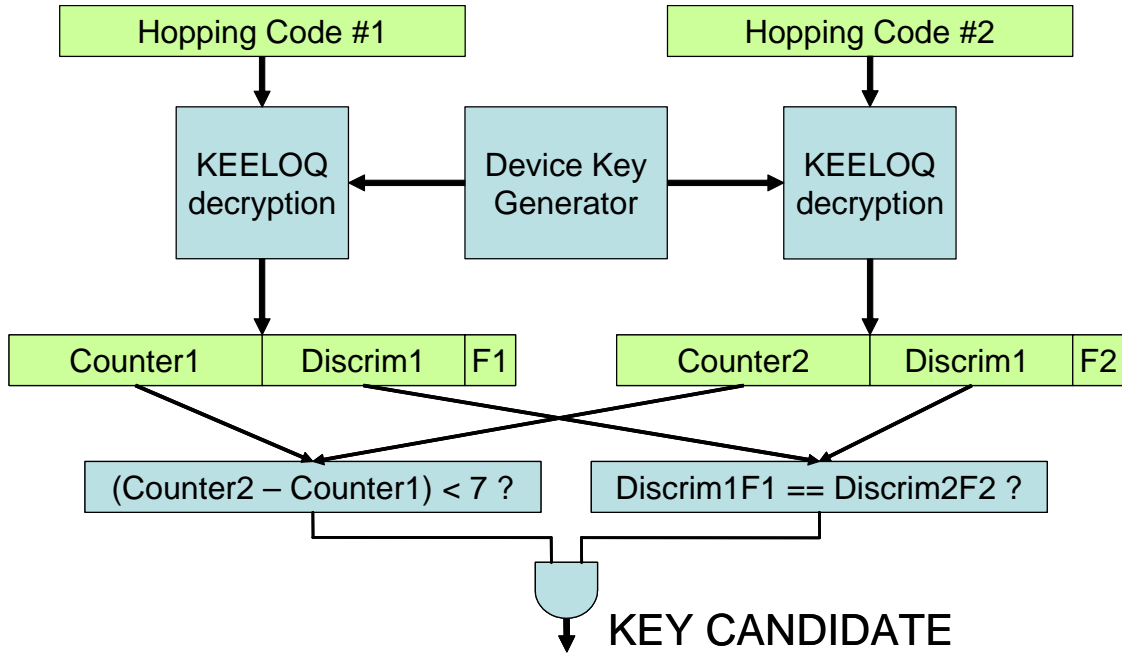 Hopping Code #1
Hopping Code #2
KEELOQ
decryption
Device Key
Generator
KEELOQ
decryption
Counter1
Discrim1
F1
Counter2
Discrim1
F2
(Counter2 – Counter1) < 7 ?
Discrim1F1 == Discrim2F2 ?
KEY CANDIDATE